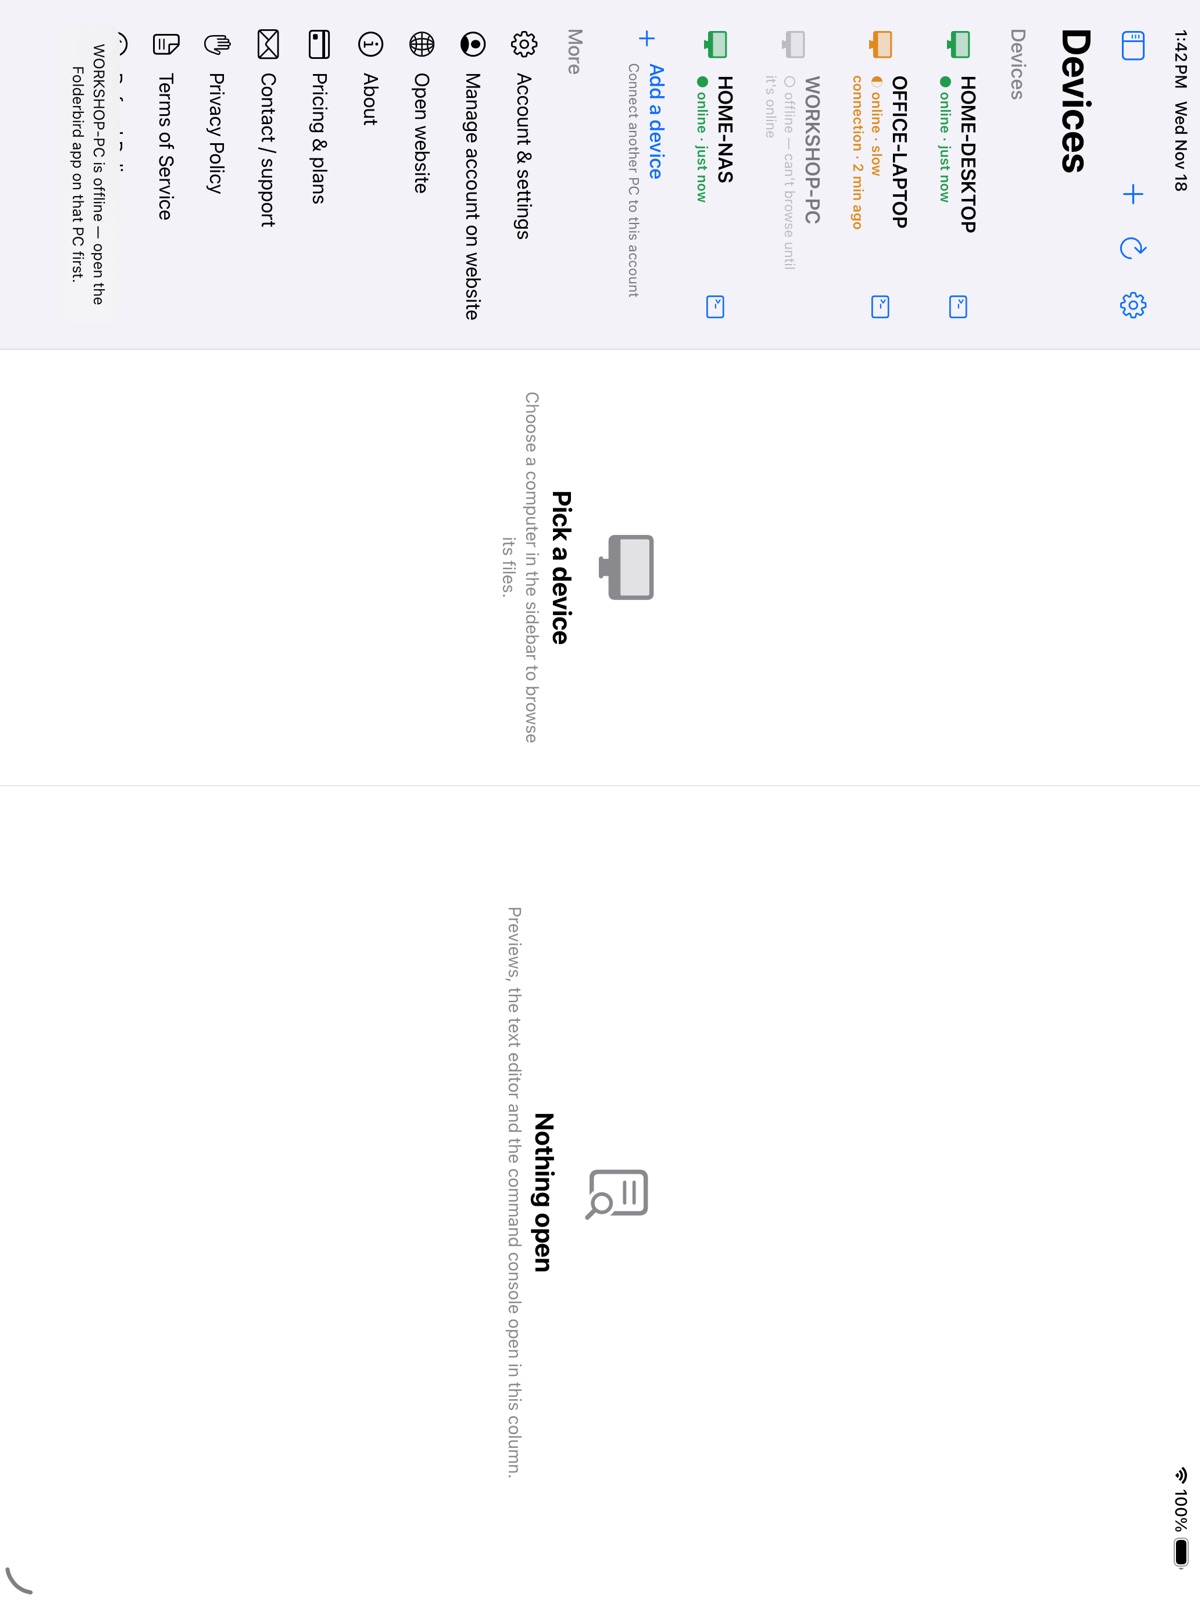 1:42 PM Wed Nov 18
100%
Devices
Devices
HOME-DESKTOP
online · just now
OFFICE-LAPTOP
online · slow
connection · 2 min ago
WORKSHOP-PC
offline — can't browse until
it's online
HOME-NAS
online · just now
Add a device
Connect another PC to this account
More
Account & settings
Manage account on website
Open website
About
Pricing & plans
Contact / support
Privacy Policy
Terms of Service
WORKSHOP-PC is offline — open the
Folderbird app on that PC first.
Pick a device
Choose a computer in the sidebar to browse
its files.
Nothing open
Previews, the text editor and the command console open in this column.